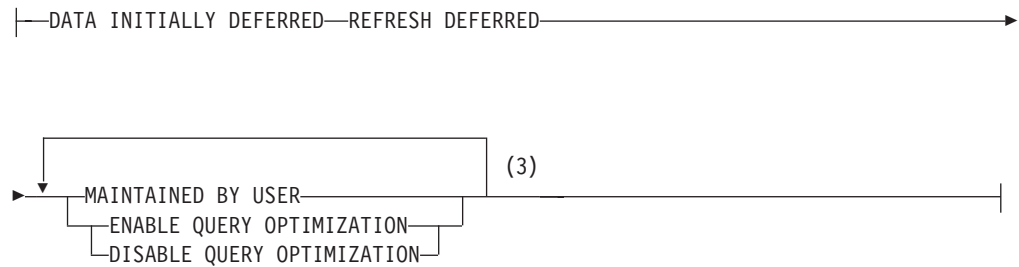 DATA INITIALLY DEFERRED REFRESH DEFERRED
(3)
MAINTAINED BY USER
ENABLE QUERY OPTIMIZATION
DISABLE QUERY OPTIMIZATION